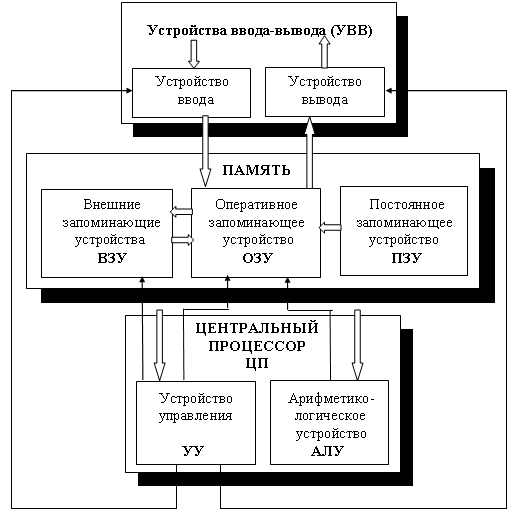 Устройства ввода-вывода (УВВ)
Устройство
ввода
Устройство
вывода
ПАМЯТЬ
Внешние
запоминающие
устройства
ВЗУ
Оперативное
запоминающее
устройство
ОЗУ
Постоянное
запоминающее
устройство
ПЗУ
ЦЕНТРАЛЬНЫЙ
ПРОЦЕССОР
ЦП
Устройство
управления
УУ
Арифметико-
логическое
устройство
АЛУ